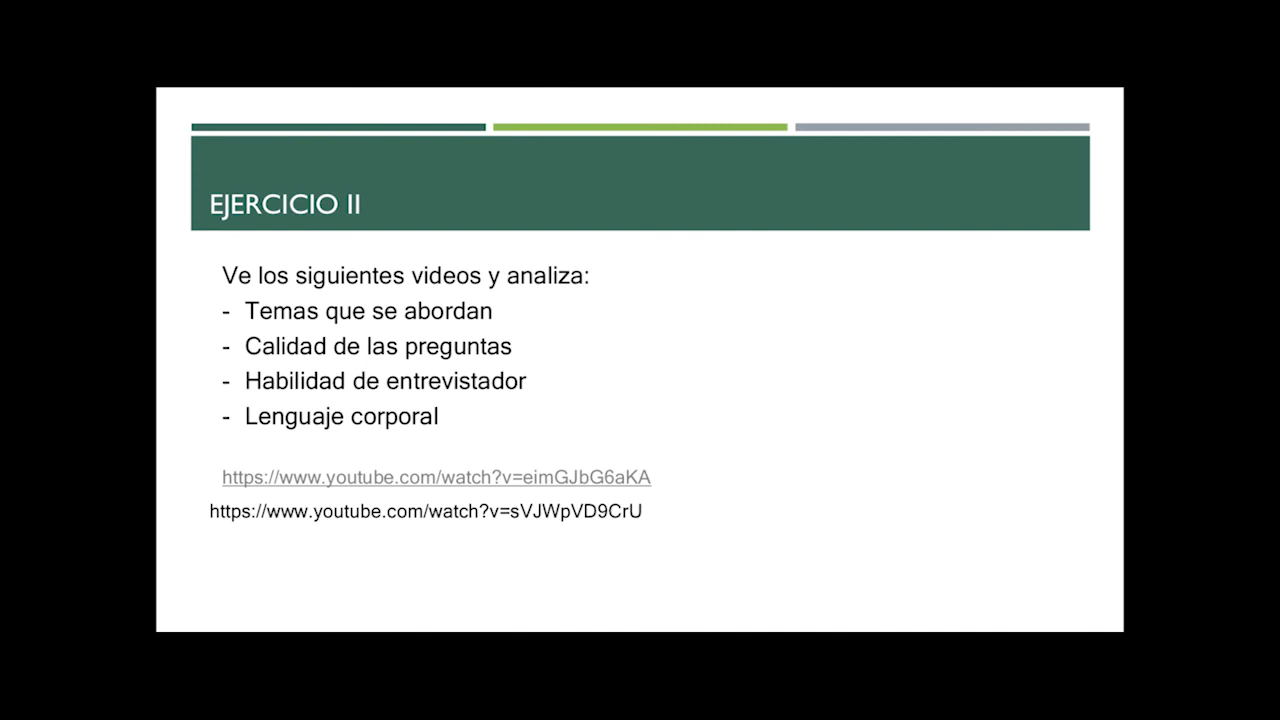 EJERCICIO II
Ve los siguientes videos y analiza:
- Temas que se abordan
- Calidad de las preguntas
- Habilidad de entrevistador
- Lenguaje corporal
https://www.youtube.com/watch?v=eimGJbG6aKA
https://www.youtube.com/watch?v=sVJWpVD9CrU